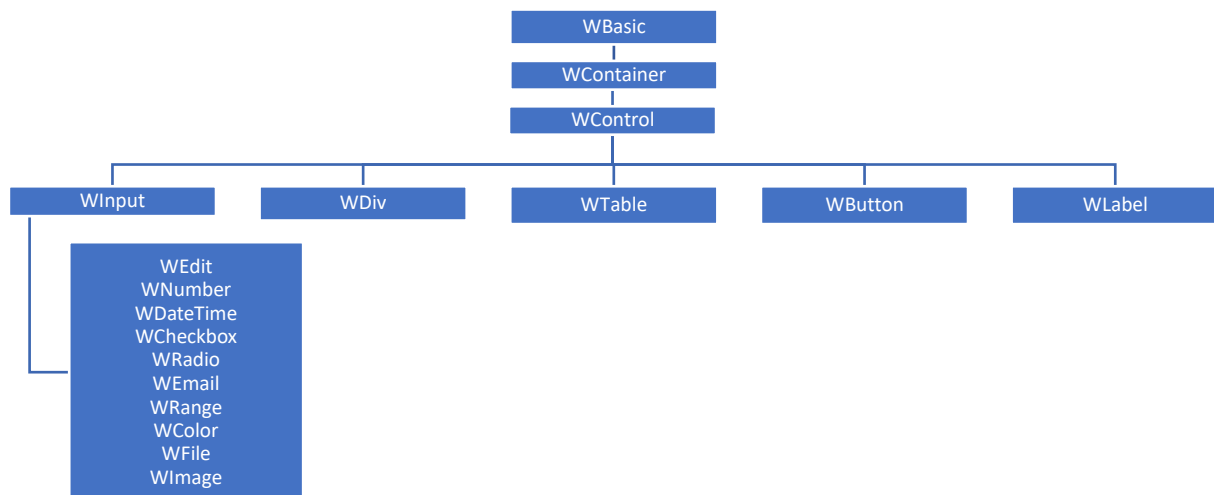 WBasic
WContainer
WControl
WInput
WDiv
WTable
WButton
WLabel
WEdit
WNumber
WDateTime
WCheckbox
WRadio
WEmail
WRange
WColor
WFile
WImage